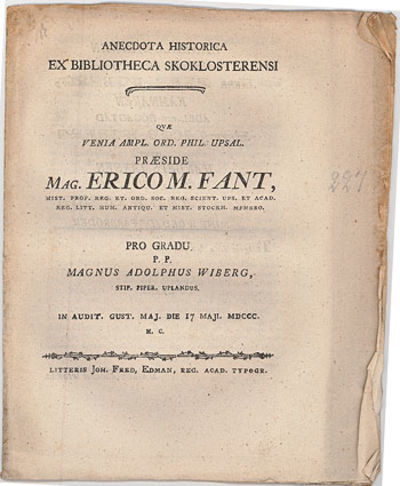 ANECDOTA HISTORICA
EX BIBLIOTHECA SKOKLOSTERENSI
QVÆ
VENIA AMPL. ORD. PHIL. UPSAL.
PRÆSIDE
MAG. ERICO M. FANT,
HIST. PROF. REG. ET. ORD. SOC. REG. SCIENT. UPS. ET ACAD.
REG. LITT. HUM. ANTIQU. ET HIST. STOCKH. MEMBRO.
PRO GRADU,
P. P.
MAGNUS ADOLPHUS WIBERG,
STIP. PIPER. UPLANDUS.
IN AUDIT. GUST. MAJ. DIE 17 MAJI. MDCCC.
H. C.
LITTERIS JOH. FRED, EDMAN, REG. ACAD. TYPOGR.